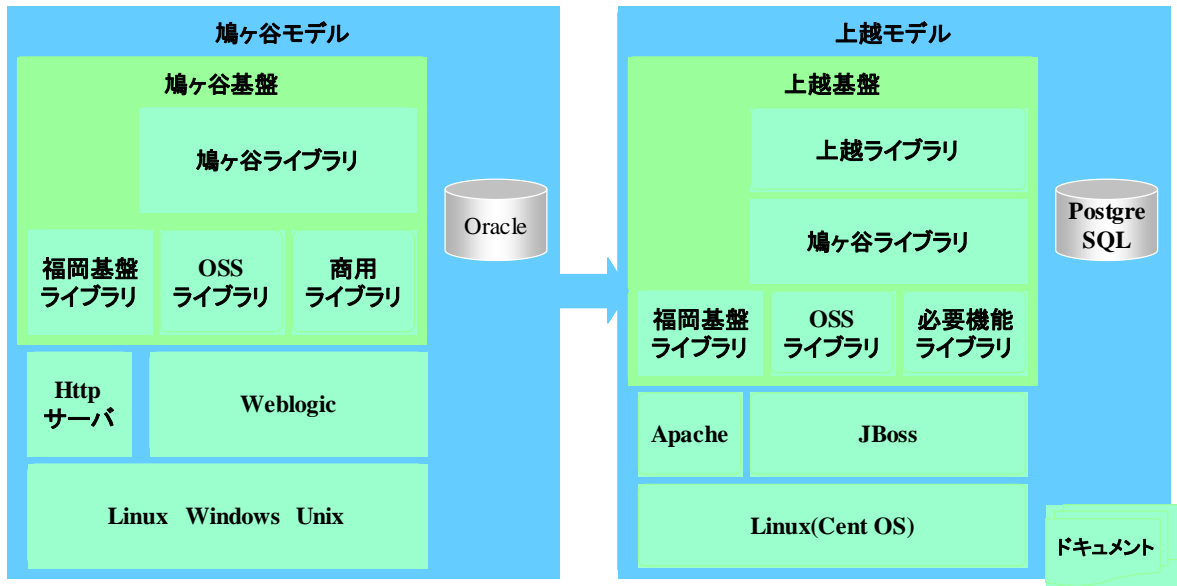 鳩ヶ谷モデル
鳩ヶ谷基盤
鳩ヶ谷ライブラリ
Oracle
福岡基盤
ライブラリ
OSS
ライブラリ
商用
ライブラリ
Http
サーバ
Weblogic
Linux Windows Unix
上越モデル
上越基盤
上越ライブラリ
鳩ヶ谷ライブラリ
Postgre
SQL
福岡基盤
ライブラリ
OSS
ライブラリ
必要機能
ライブラリ
Apache
JBoss
Linux(Cent OS)
ドキュメント